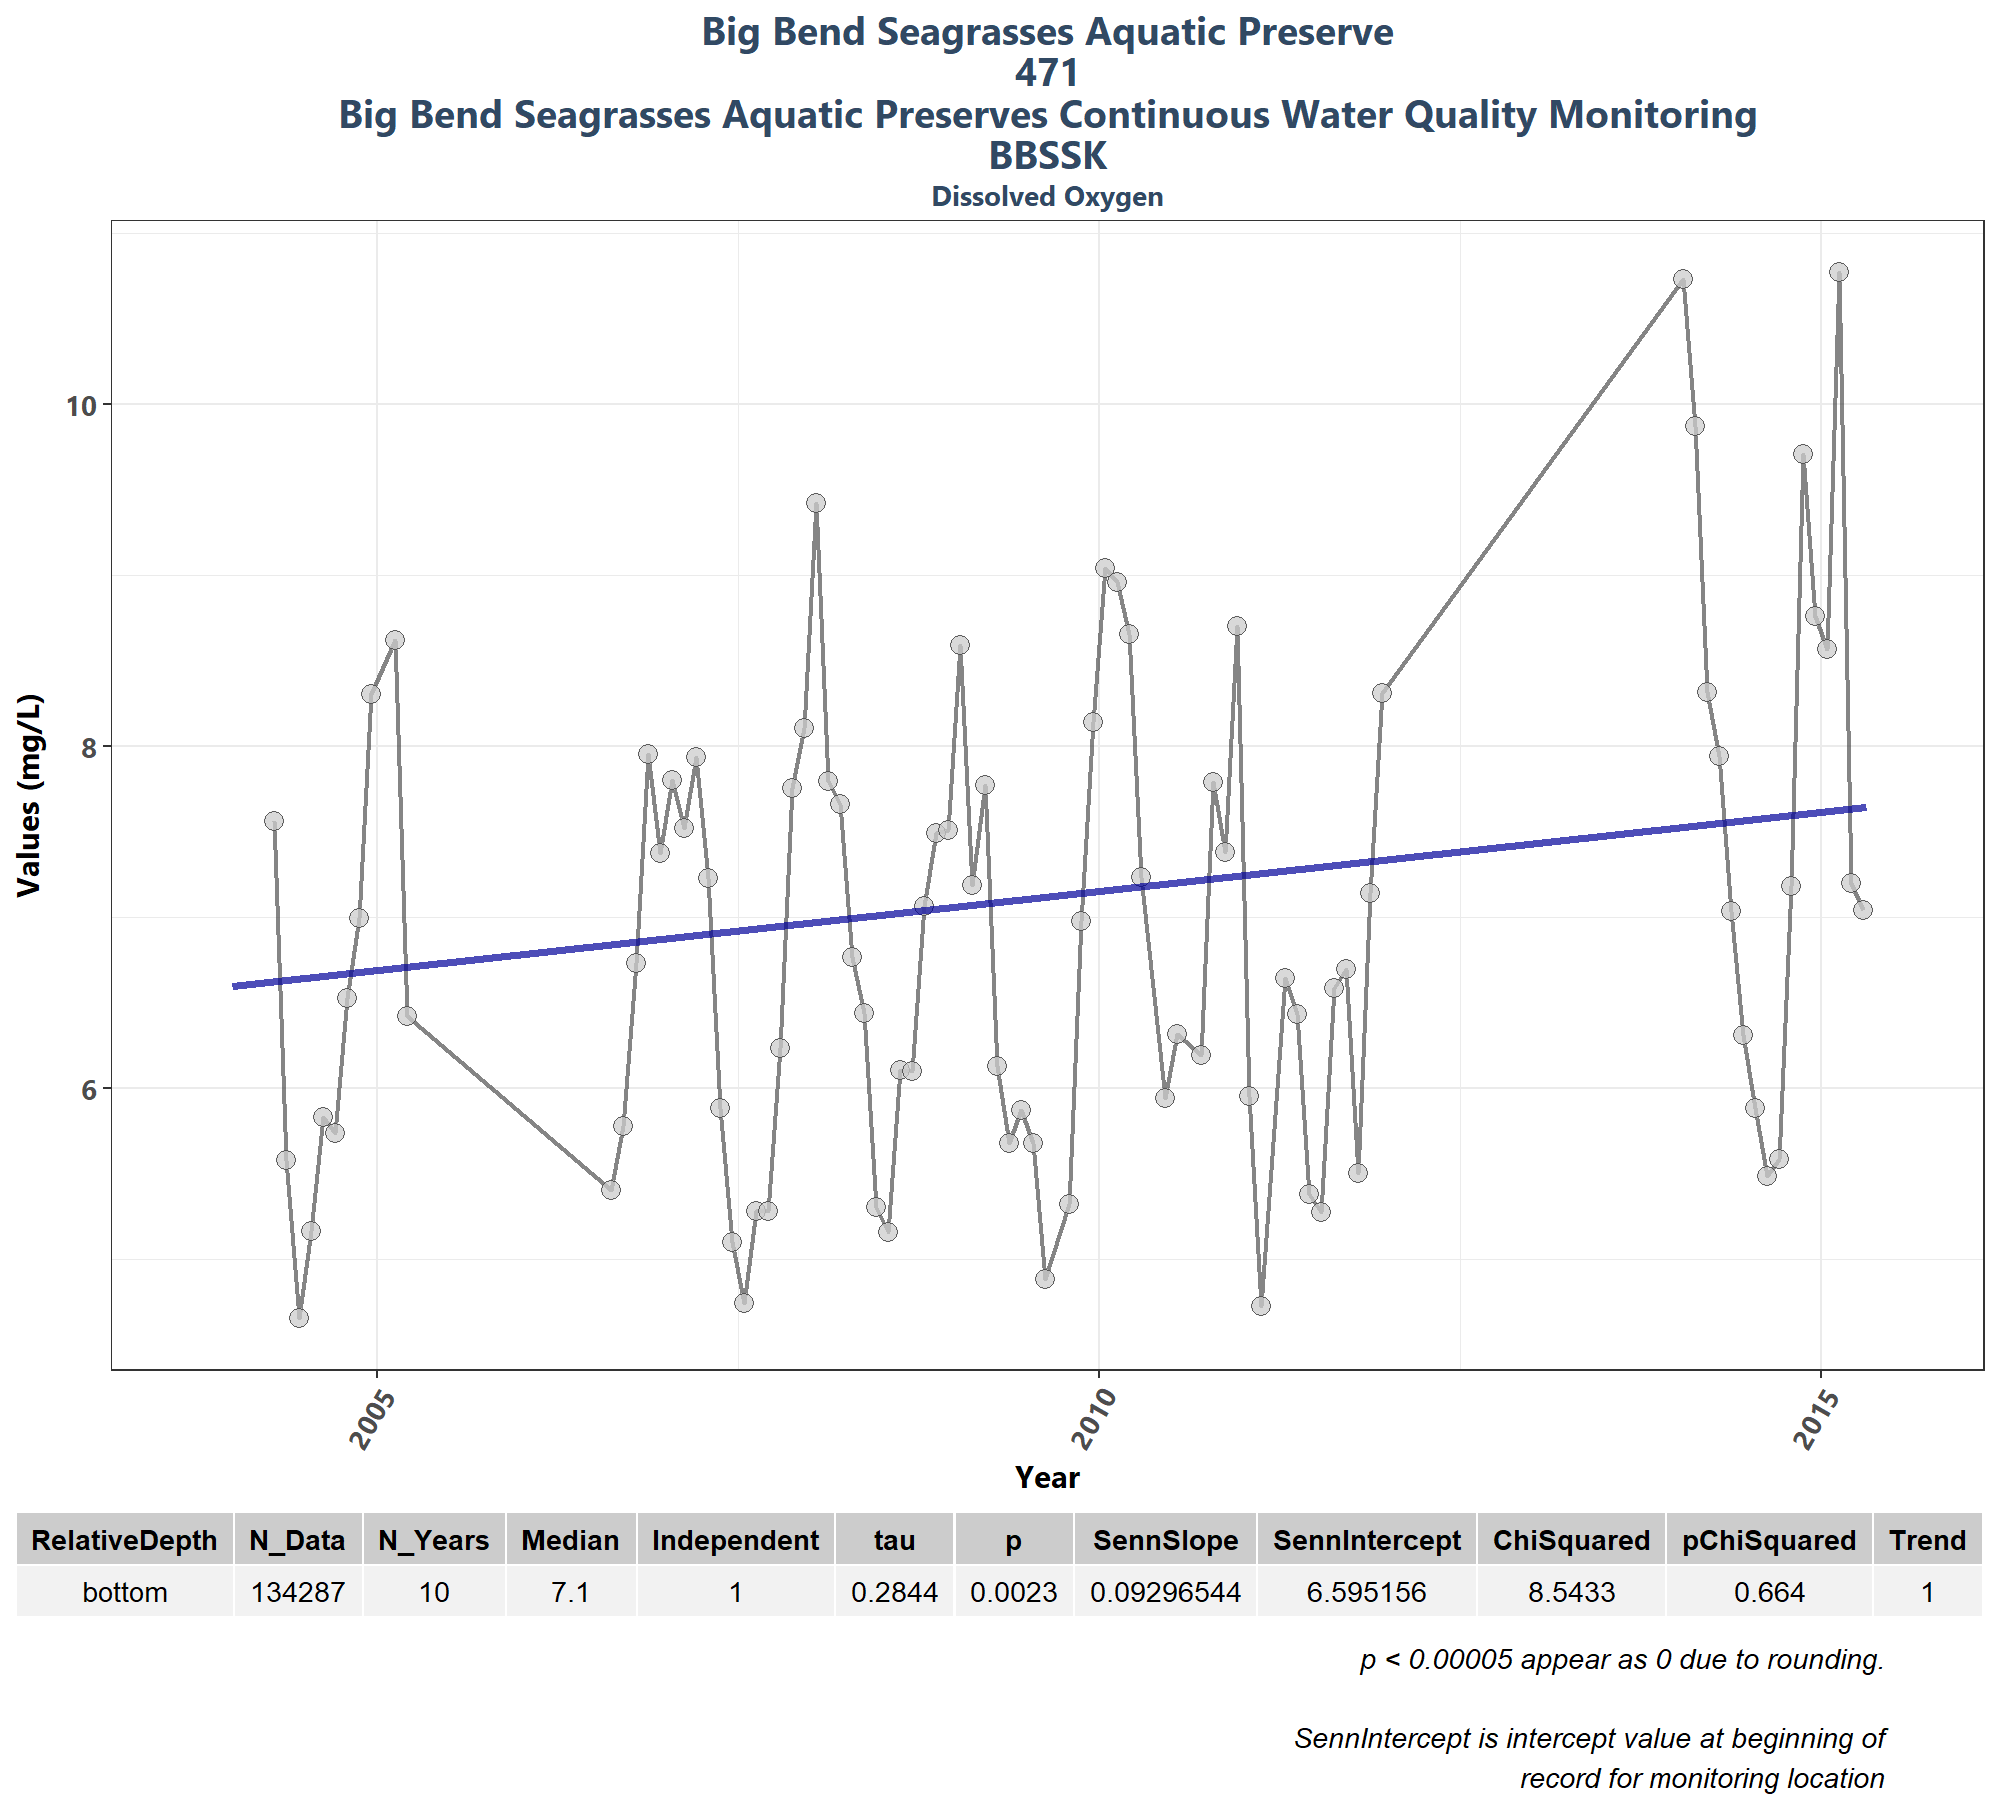 Big Bend Seagrasses Aquatic Preserve
471
Big Bend Seagrasses Aquatic Preserves Continuous Water Quality Monitoring
BBSSK
Dissolved Oxygen
10
8
6
Values (mg/L)
2005 2010 2015
Year
RelativeDepth N_Data N_Years Median Independent tau p SennSlope SennIntercept ChiSquared pChiSquared Trend
bottom 134287 10 7.1 1 0.2844 0.0023 0.09296544 6.595156 8.5433 0.664 1
p < 0.00005 appear as 0 due to rounding.
SennIntercept is intercept value at beginning of
record for monitoring location